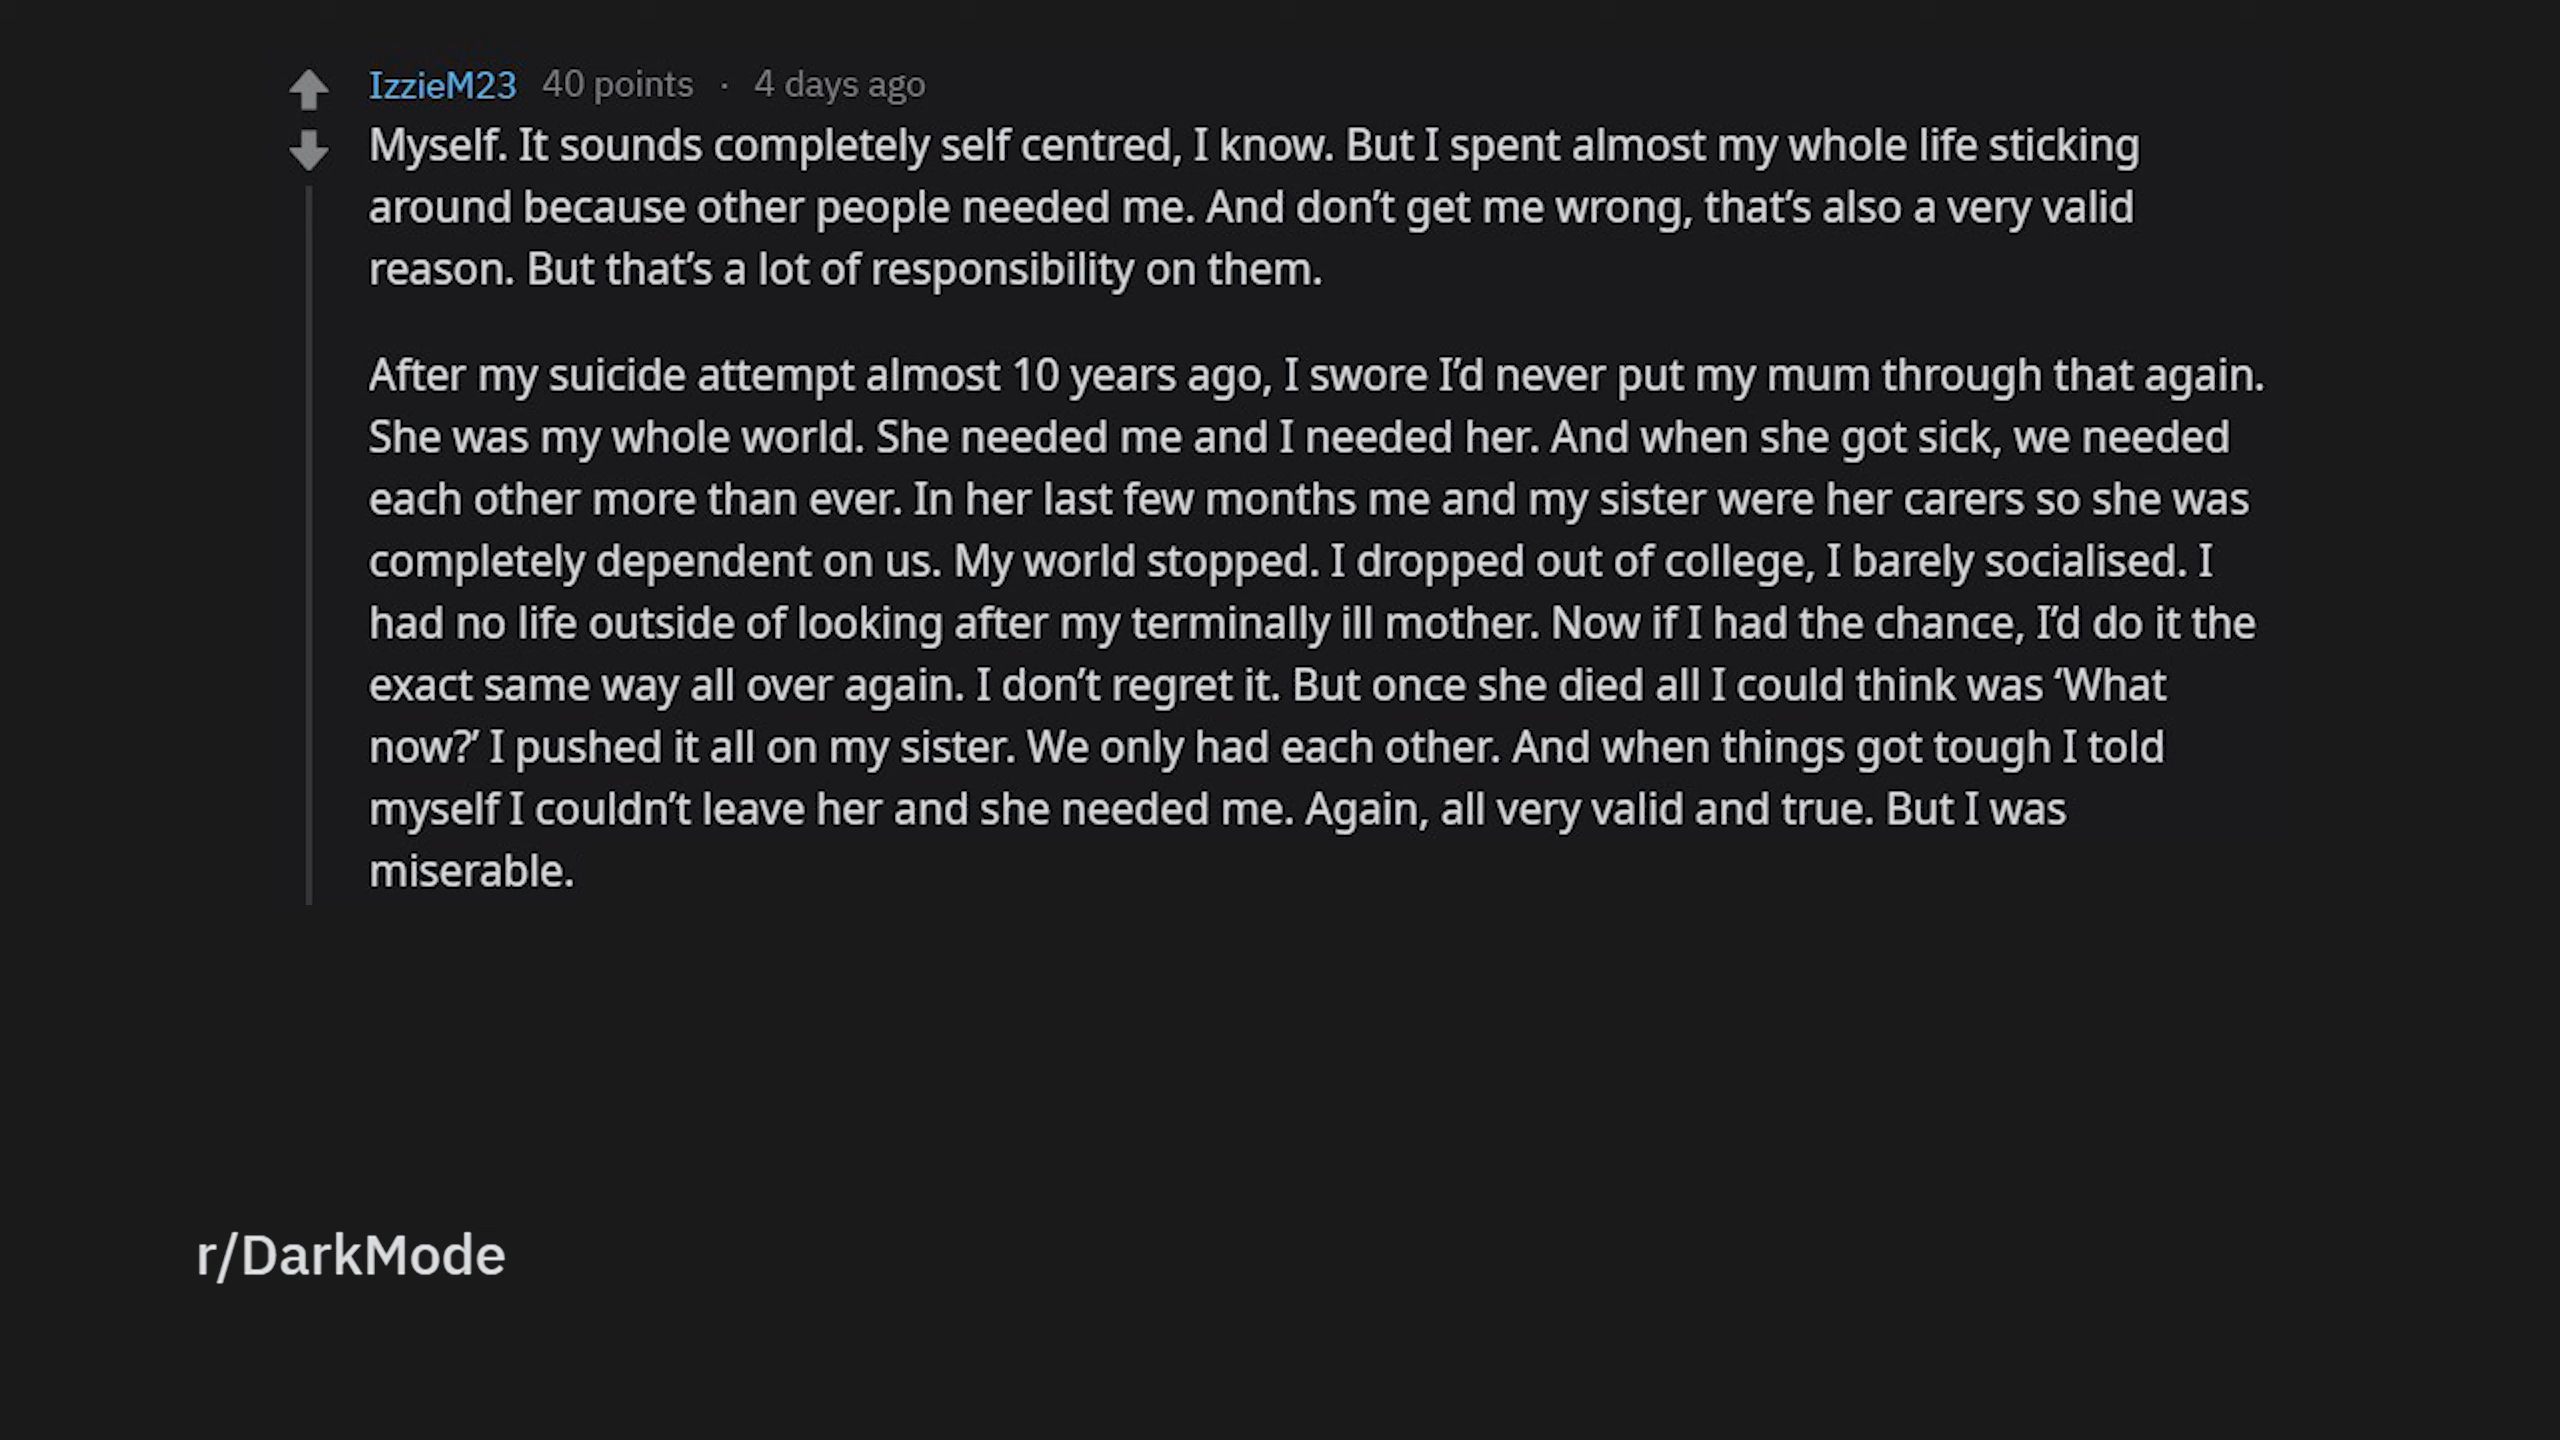 IzzieM23 40 points · 4 days ago
Myself. It sounds completely self centred, I know. But I spent almost my whole life sticking
around because other people needed me. And don’t get me wrong, that’s also a very valid
reason. But that’s a lot of responsibility on them.
After my suicide attempt almost 10 years ago, I swore I’d never put my mum through that again.
She was my whole world. She needed me and I needed her. And when she got sick, we needed
each other more than ever. In her last few months me and my sister were her carers so she was
completely dependent on us. My world stopped. I dropped out of college, I barely socialised. I
had no life outside of looking after my terminally ill mother. Now if I had the chance, I’d do it the
exact same way all over again. I don’t regret it. But once she died all I could think was ‘What
now?’ I pushed it all on my sister. We only had each other. And when things got tough I told
myself I couldn’t leave her and she needed me. Again, all very valid and true. But I was
miserable.
r/DarkMode